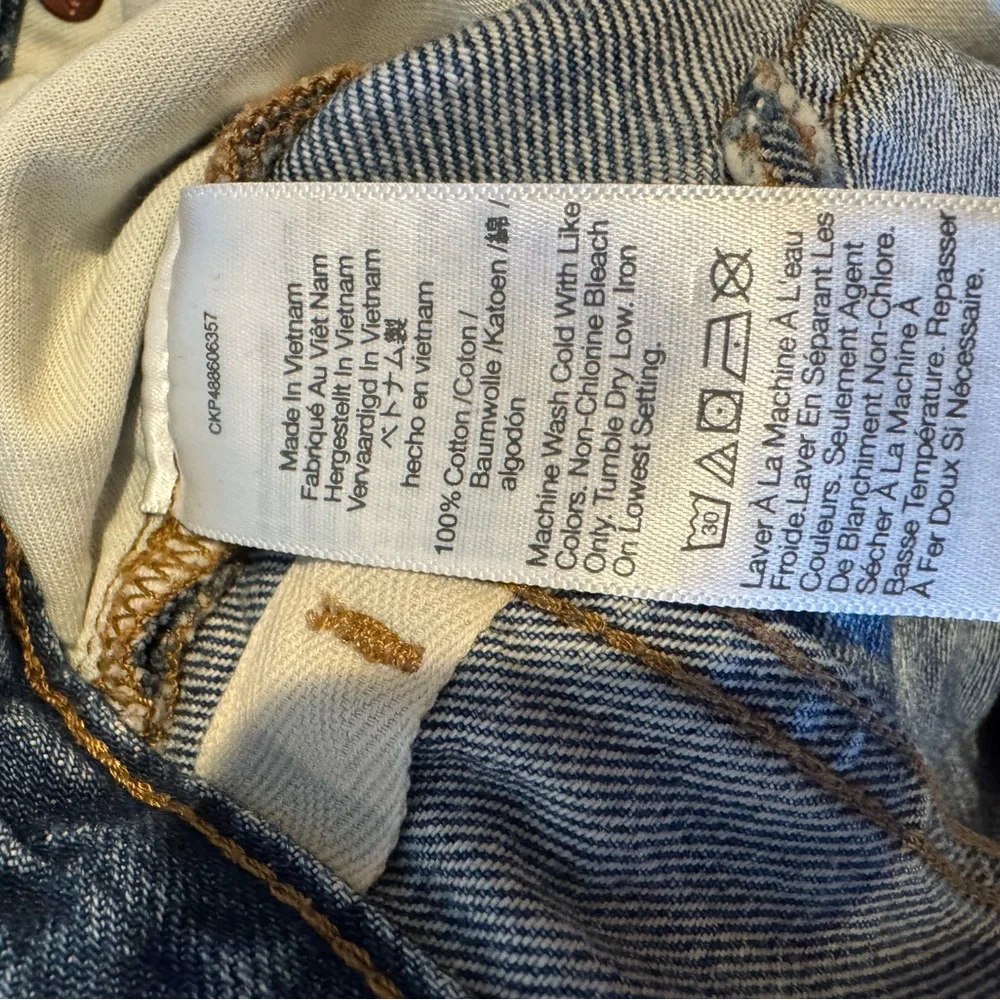 CKP488606357
Made In Vietnam
Fabriqué Au Viêt Nam
Hergestellt In Vietnam
Vervaardigd In Vietnam
ベトナム製
hecho en vietnam
100% Cotton /Coton /
Baumwolle /Katoen /綿 /
algodón
Machine Wash Cold With Like
Colors. Non-Chlorine Bleach
Only. Tumble Dry Low. Iron
On Lowest Setting.
30
Laver À La Machine À L'eau
Froide.Laver En Séparant Les
Couleurs. Seulement Agent
De Blanchiment Non-Chlore.
Sécher À La Machine À
Basse Température. Repasser
À Fer Doux Si Nécessaire.